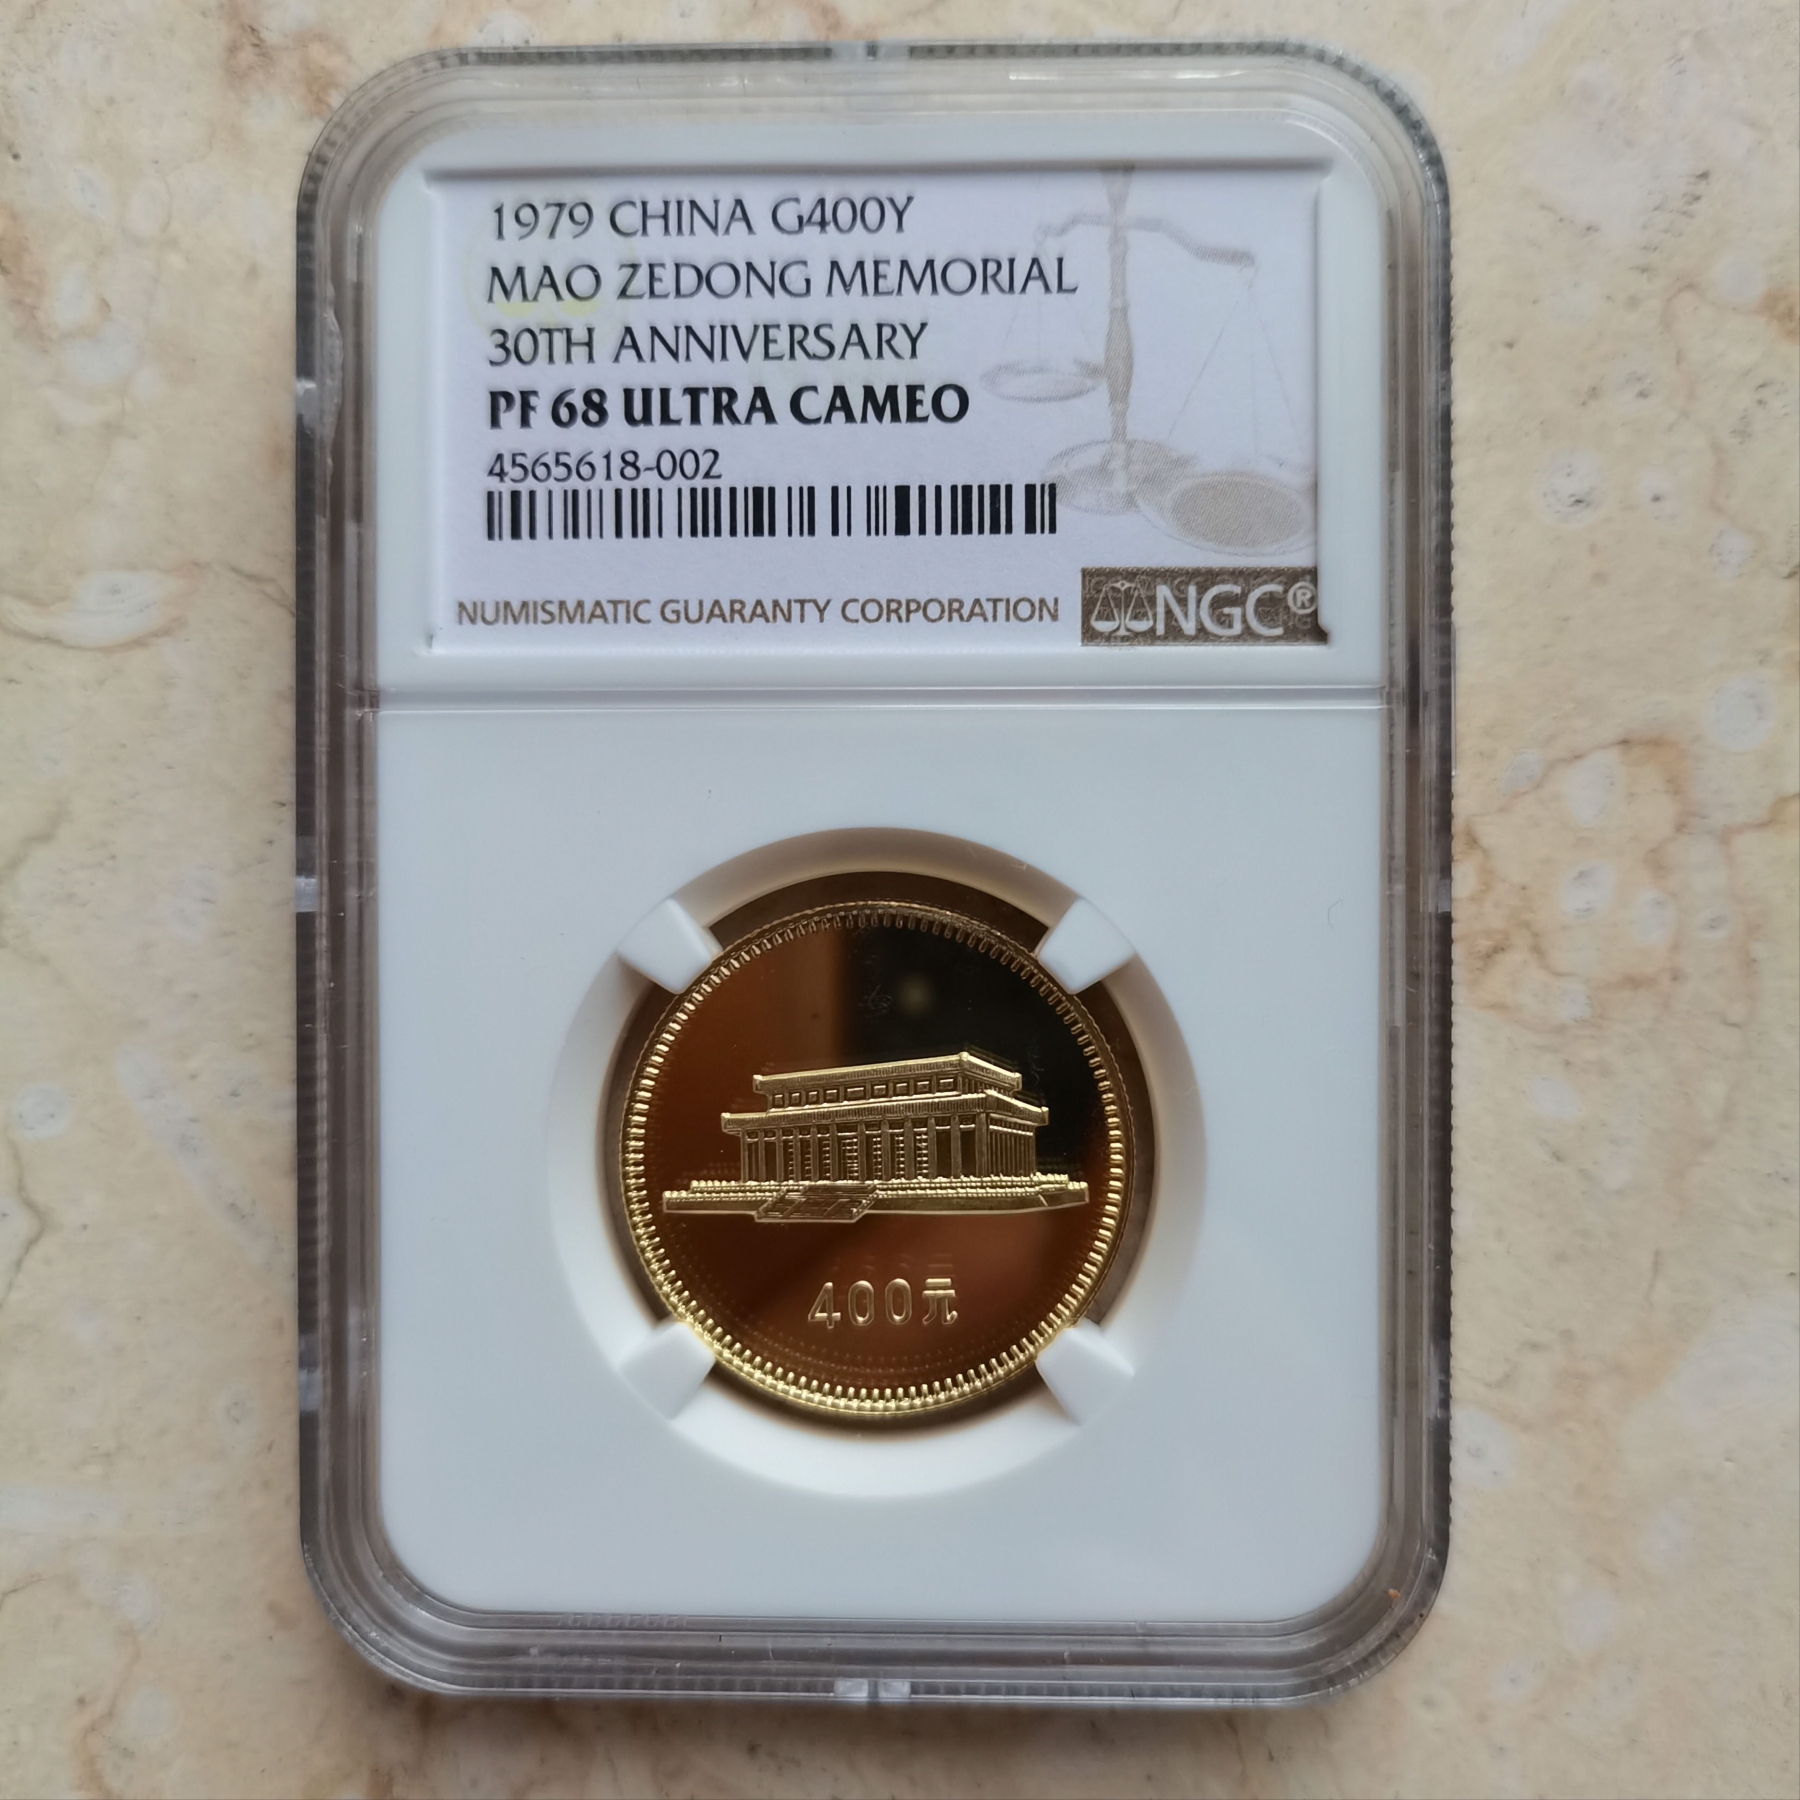 1979 CHINA G400Y
MAO ZEDONG MEMORIAL
30TH ANNIVERSARY
PF 68 ULTRA CAMEO
4565618-002
NUMISMATIC GUARANTY CORPORATION NGC®
400元